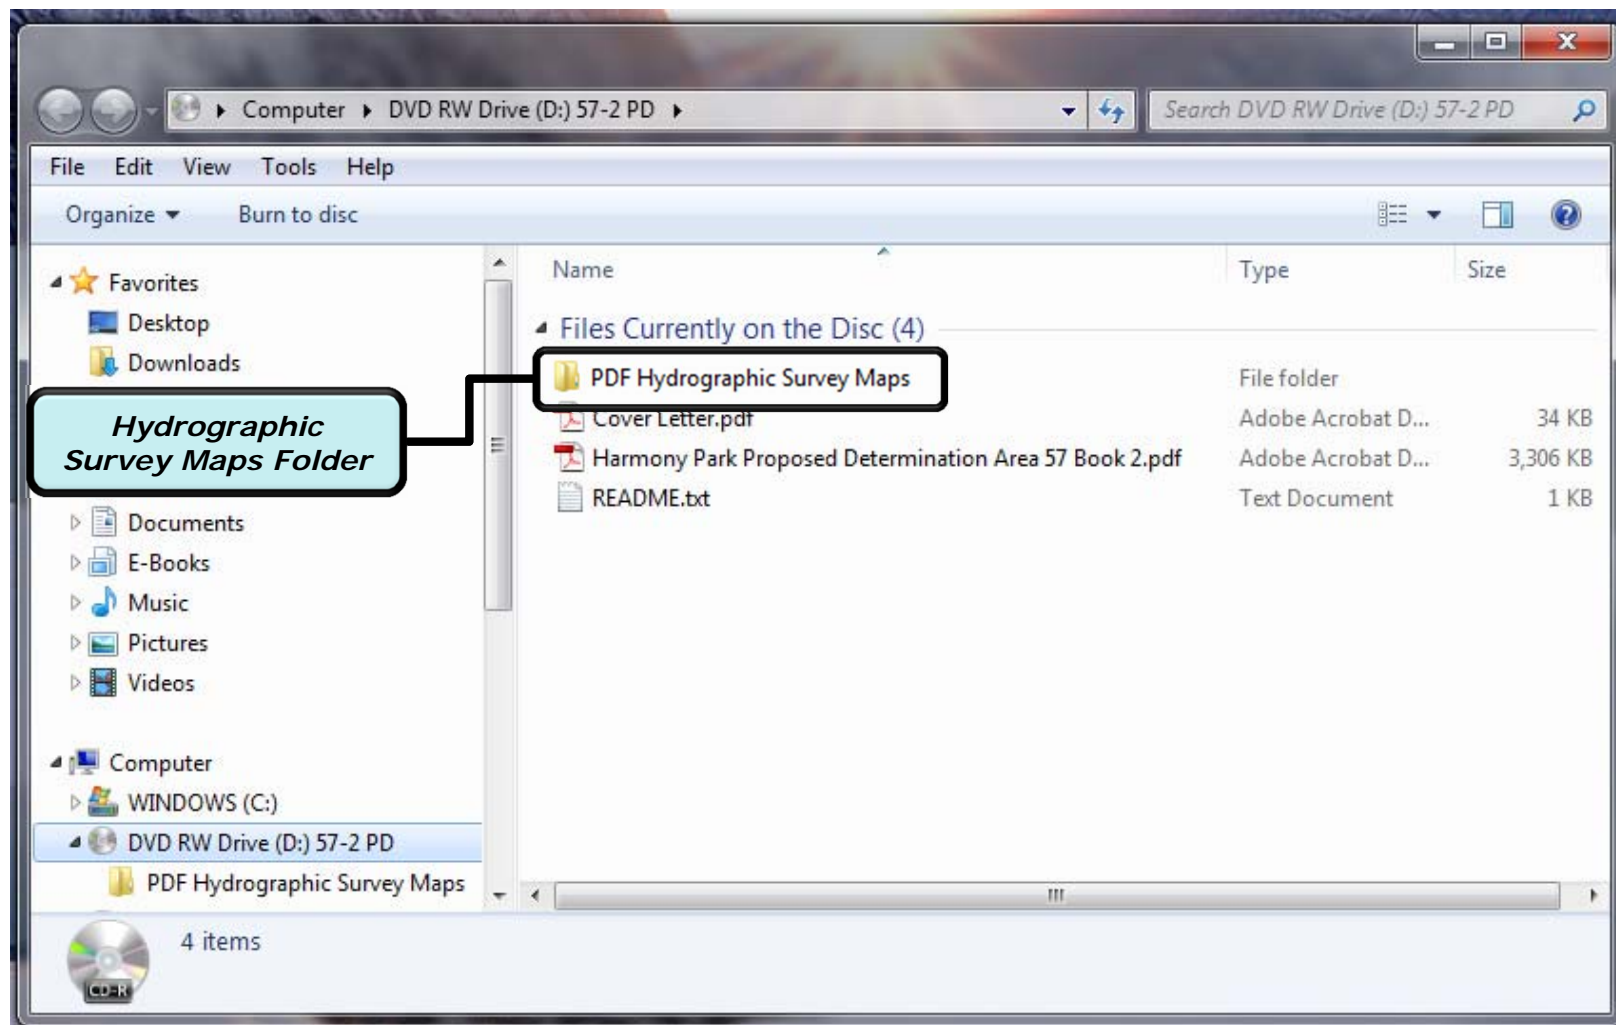 Computer ▸ DVD RW Drive (D:) 57-2 PD ▸
Search DVD RW Drive (D:) 57-2 PD
File Edit View Tools Help
Organize Burn to disc
Favorites
Desktop
Downloads
Hydrographic
Survey Maps Folder
Documents
E-Books
Music
Pictures
Videos
Computer
WINDOWS (C:)
DVD RW Drive (D:) 57-2 PD
PDF Hydrographic Survey Maps
Name Type Size
Files Currently on the Disc (4)
PDF Hydrographic Survey Maps File folder
Cover Letter.pdf Adobe Acrobat D... 34 KB
Harmony Park Proposed Determination Area 57 Book 2.pdf Adobe Acrobat D... 3,306 KB
README.txt Text Document 1 KB
4 items
CD-R